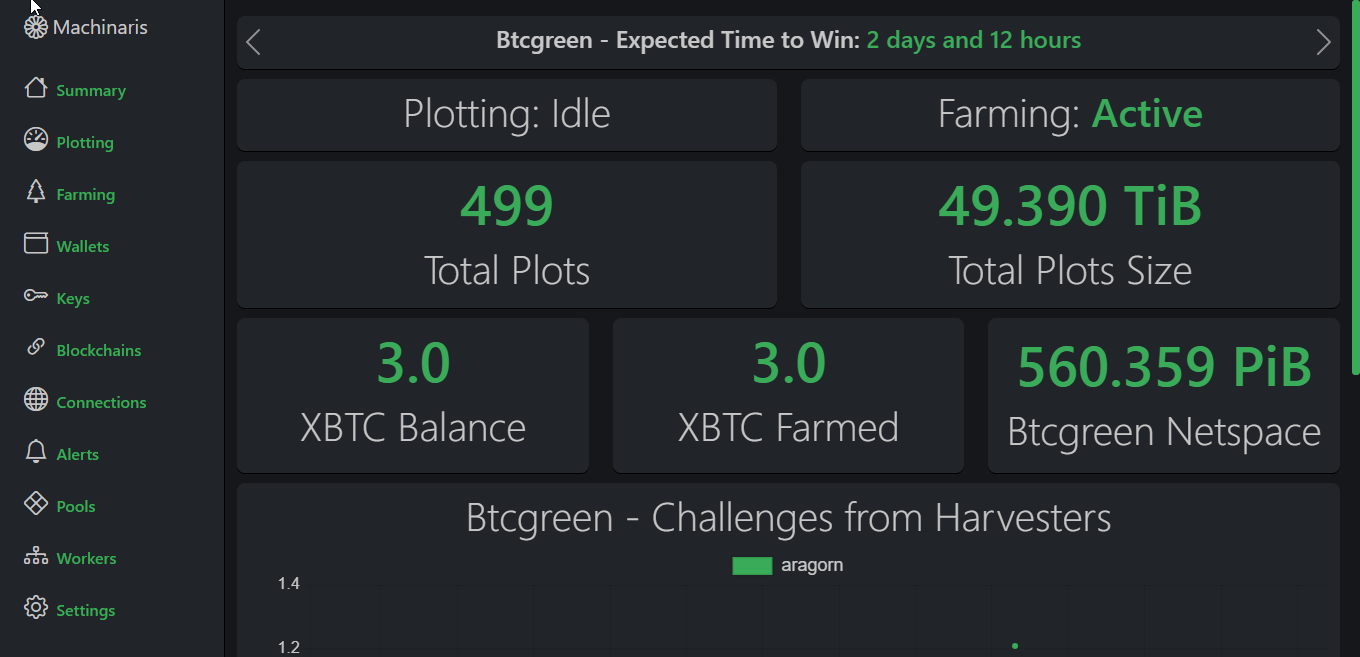 Machinaris
Summary
Plotting
Farming
Wallets
Keys
Blockchains
Connections
Alerts
Pools
Workers
Settings
Btcgreen - Expected Time to Win: 2 days and 12 hours
Plotting: Idle
Farming: Active
499
Total Plots
49.390 TiB
Total Plots Size
3.0
XBTC Balance
3.0
XBTC Farmed
560.359 PiB
Btcgreen Netspace
Btcgreen - Challenges from Harvesters
aragorn
1.4
1.2